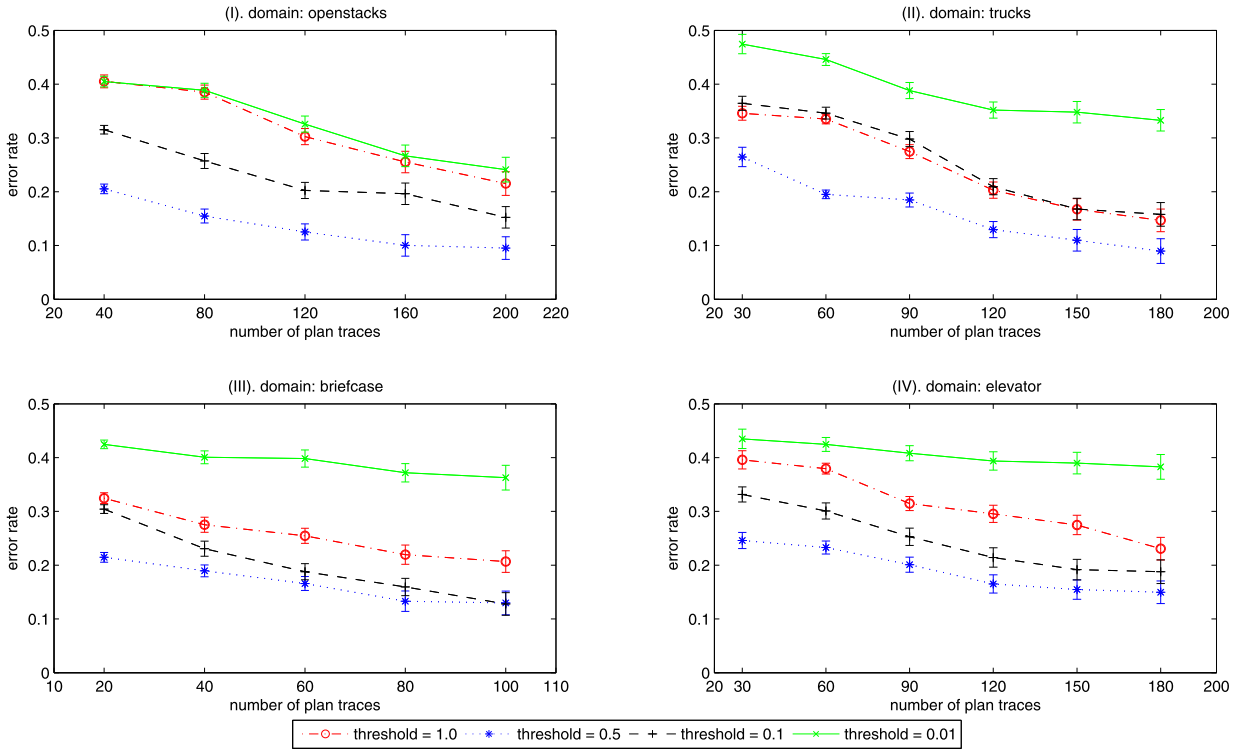 (I). domain: openstacks
0.5
0.4
0.3
0.2
0.1
0
error rate
20 40 80 120 160 200 220
number of plan traces
(II). domain: trucks
0.5
0.4
0.3
0.2
0.1
0
error rate
20 30 60 90 120 150 180 200
number of plan traces
(III). domain: briefcase
0.5
0.4
0.3
0.2
0.1
0
error rate
10 20 40 60 80 100 110
number of plan traces
(IV). domain: elevator
0.5
0.4
0.3
0.2
0.1
0
error rate
20 30 60 90 120 150 180 200
number of plan traces
threshold = 1.0 threshold = 0.5 threshold = 0.1 threshold = 0.01